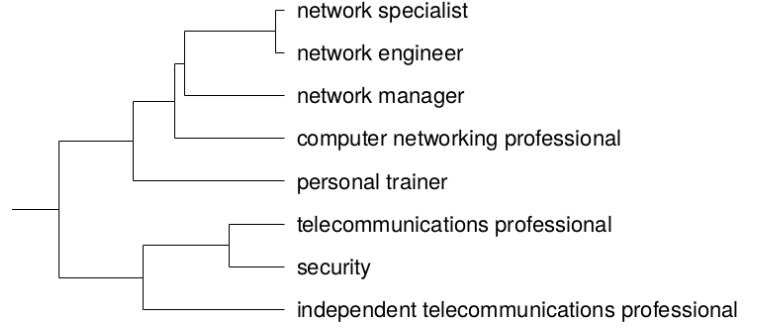 network specialist
network engineer
network manager
computer networking professional
personal trainer
telecommunications professional
security
independent telecommunications professional